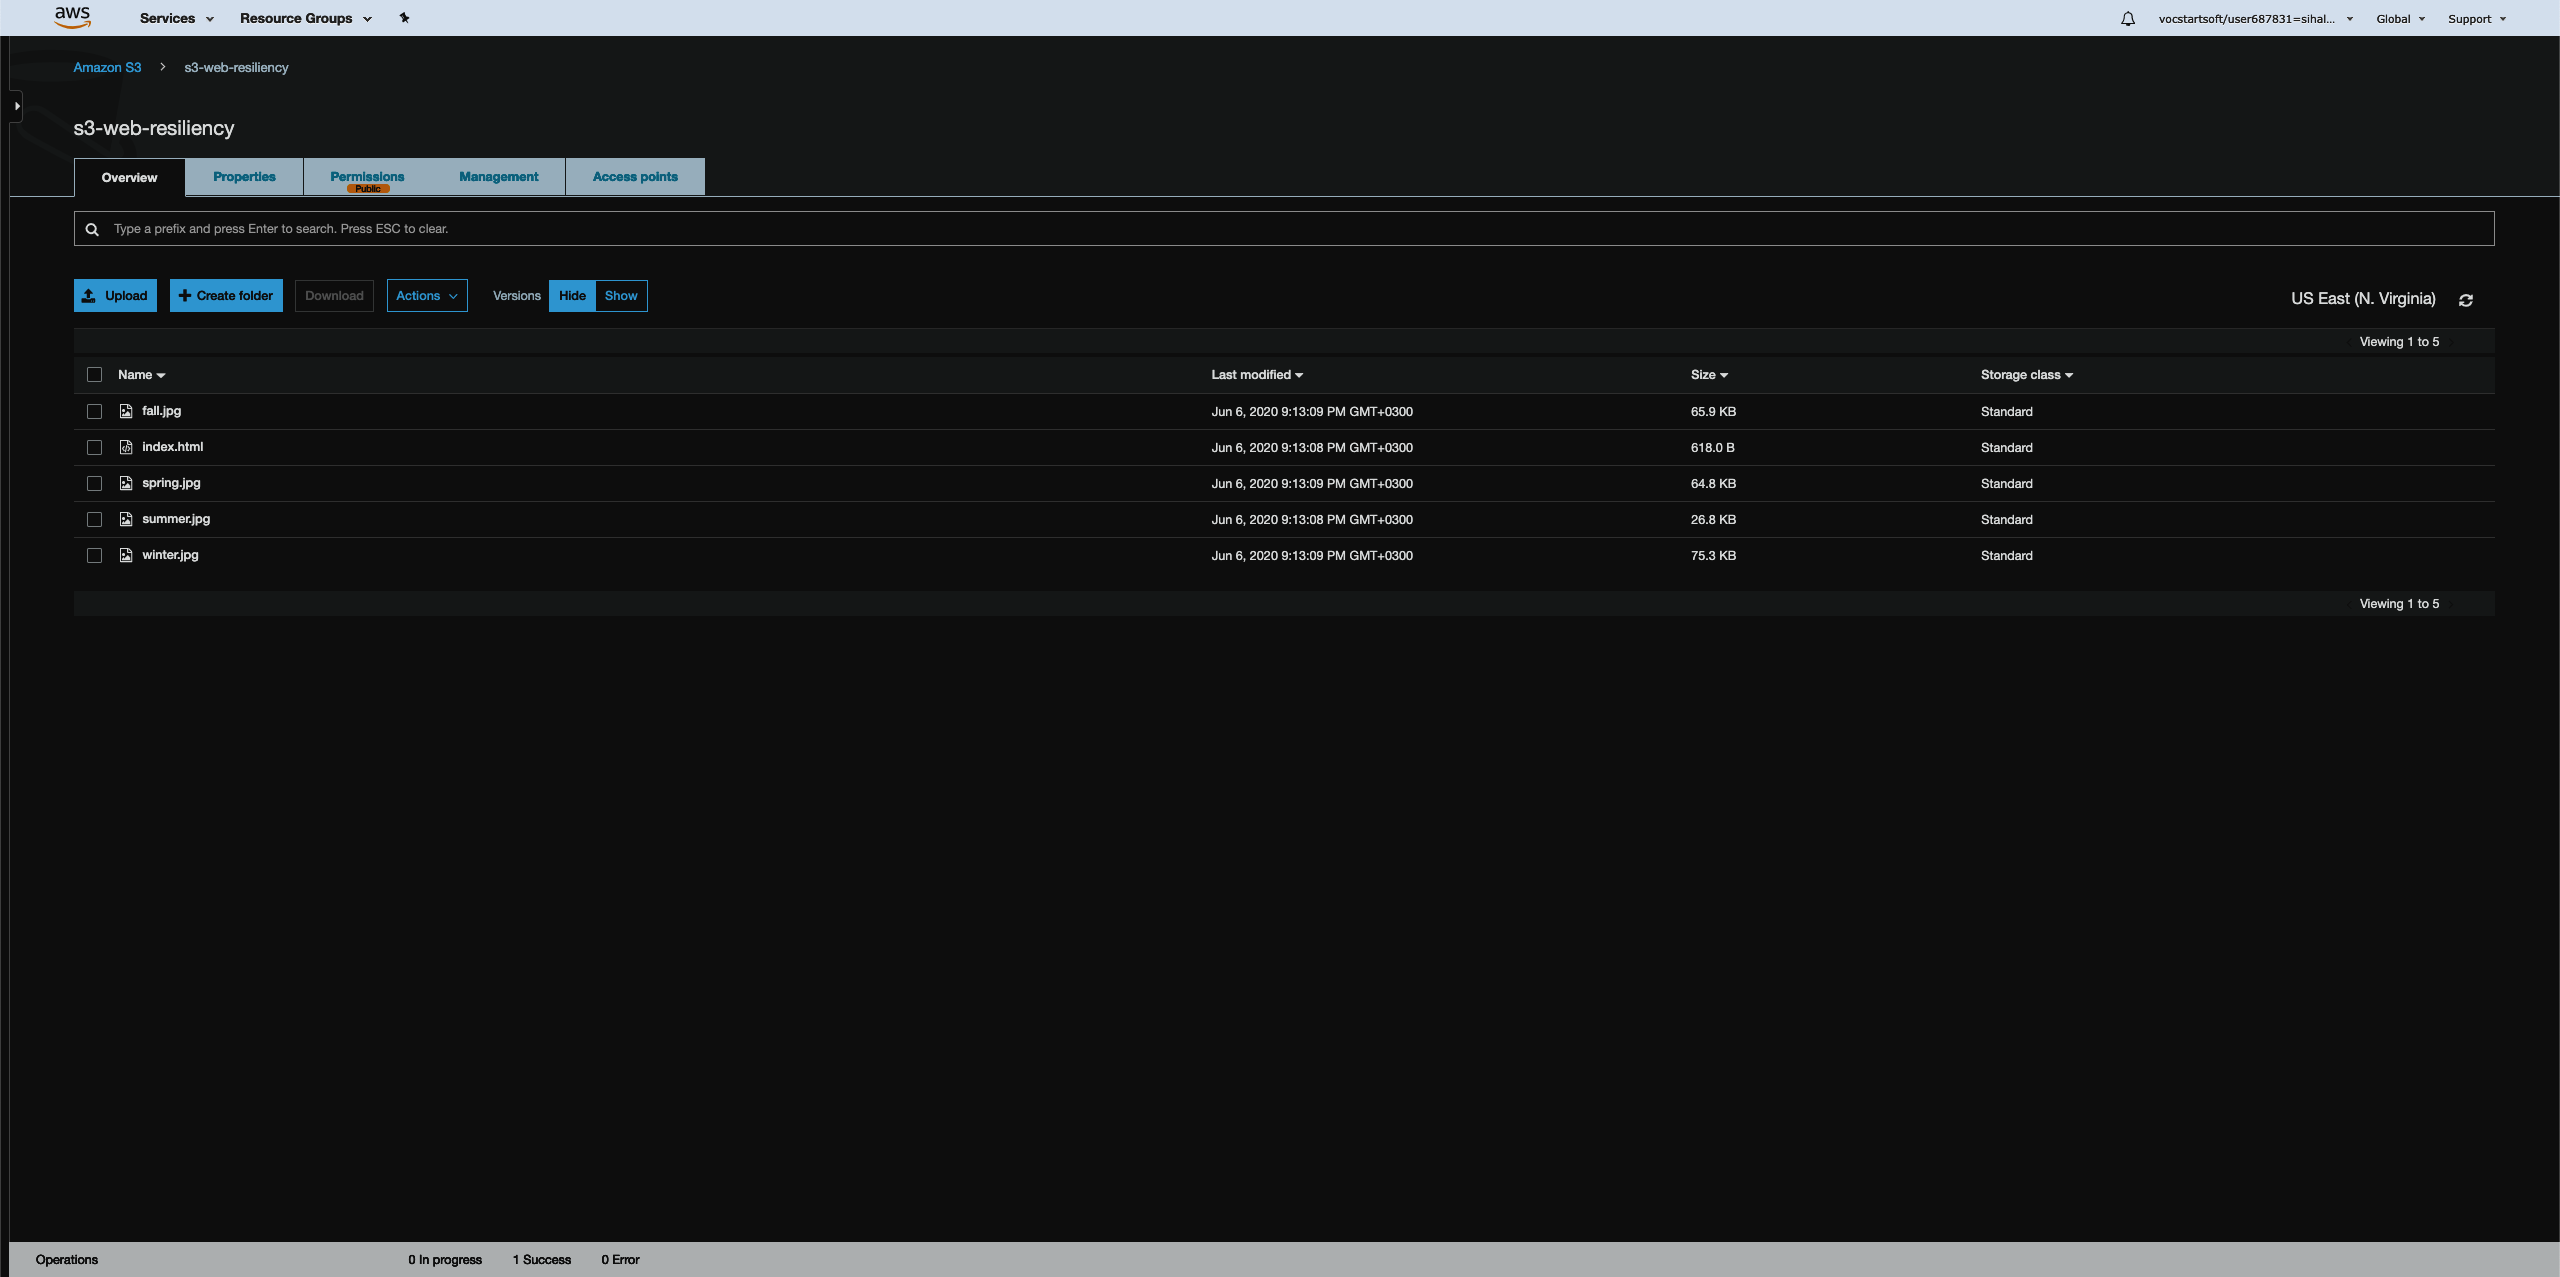 aws Services Resource Groups vocstartsoft/user687831=sihal... Global Support
Amazon S3 > s3-web-resiliency
s3-web-resiliency
Overview Properties Permissions Management Access points
Public
Type a prefix and press Enter to search. Press ESC to clear.
Upload Create folder Download Actions Versions Hide Show US East (N. Virginia)
Viewing 1 to 5
Name Last modified Size Storage class
fall.jpg Jun 6, 2020 9:13:09 PM GMT+0300 65.9 KB Standard
index.html Jun 6, 2020 9:13:08 PM GMT+0300 618.0 B Standard
spring.jpg Jun 6, 2020 9:13:09 PM GMT+0300 64.8 KB Standard
summer.jpg Jun 6, 2020 9:13:08 PM GMT+0300 26.8 KB Standard
winter.jpg Jun 6, 2020 9:13:09 PM GMT+0300 75.3 KB Standard
Viewing 1 to 5
Operations 0 In progress 1 Success 0 Error